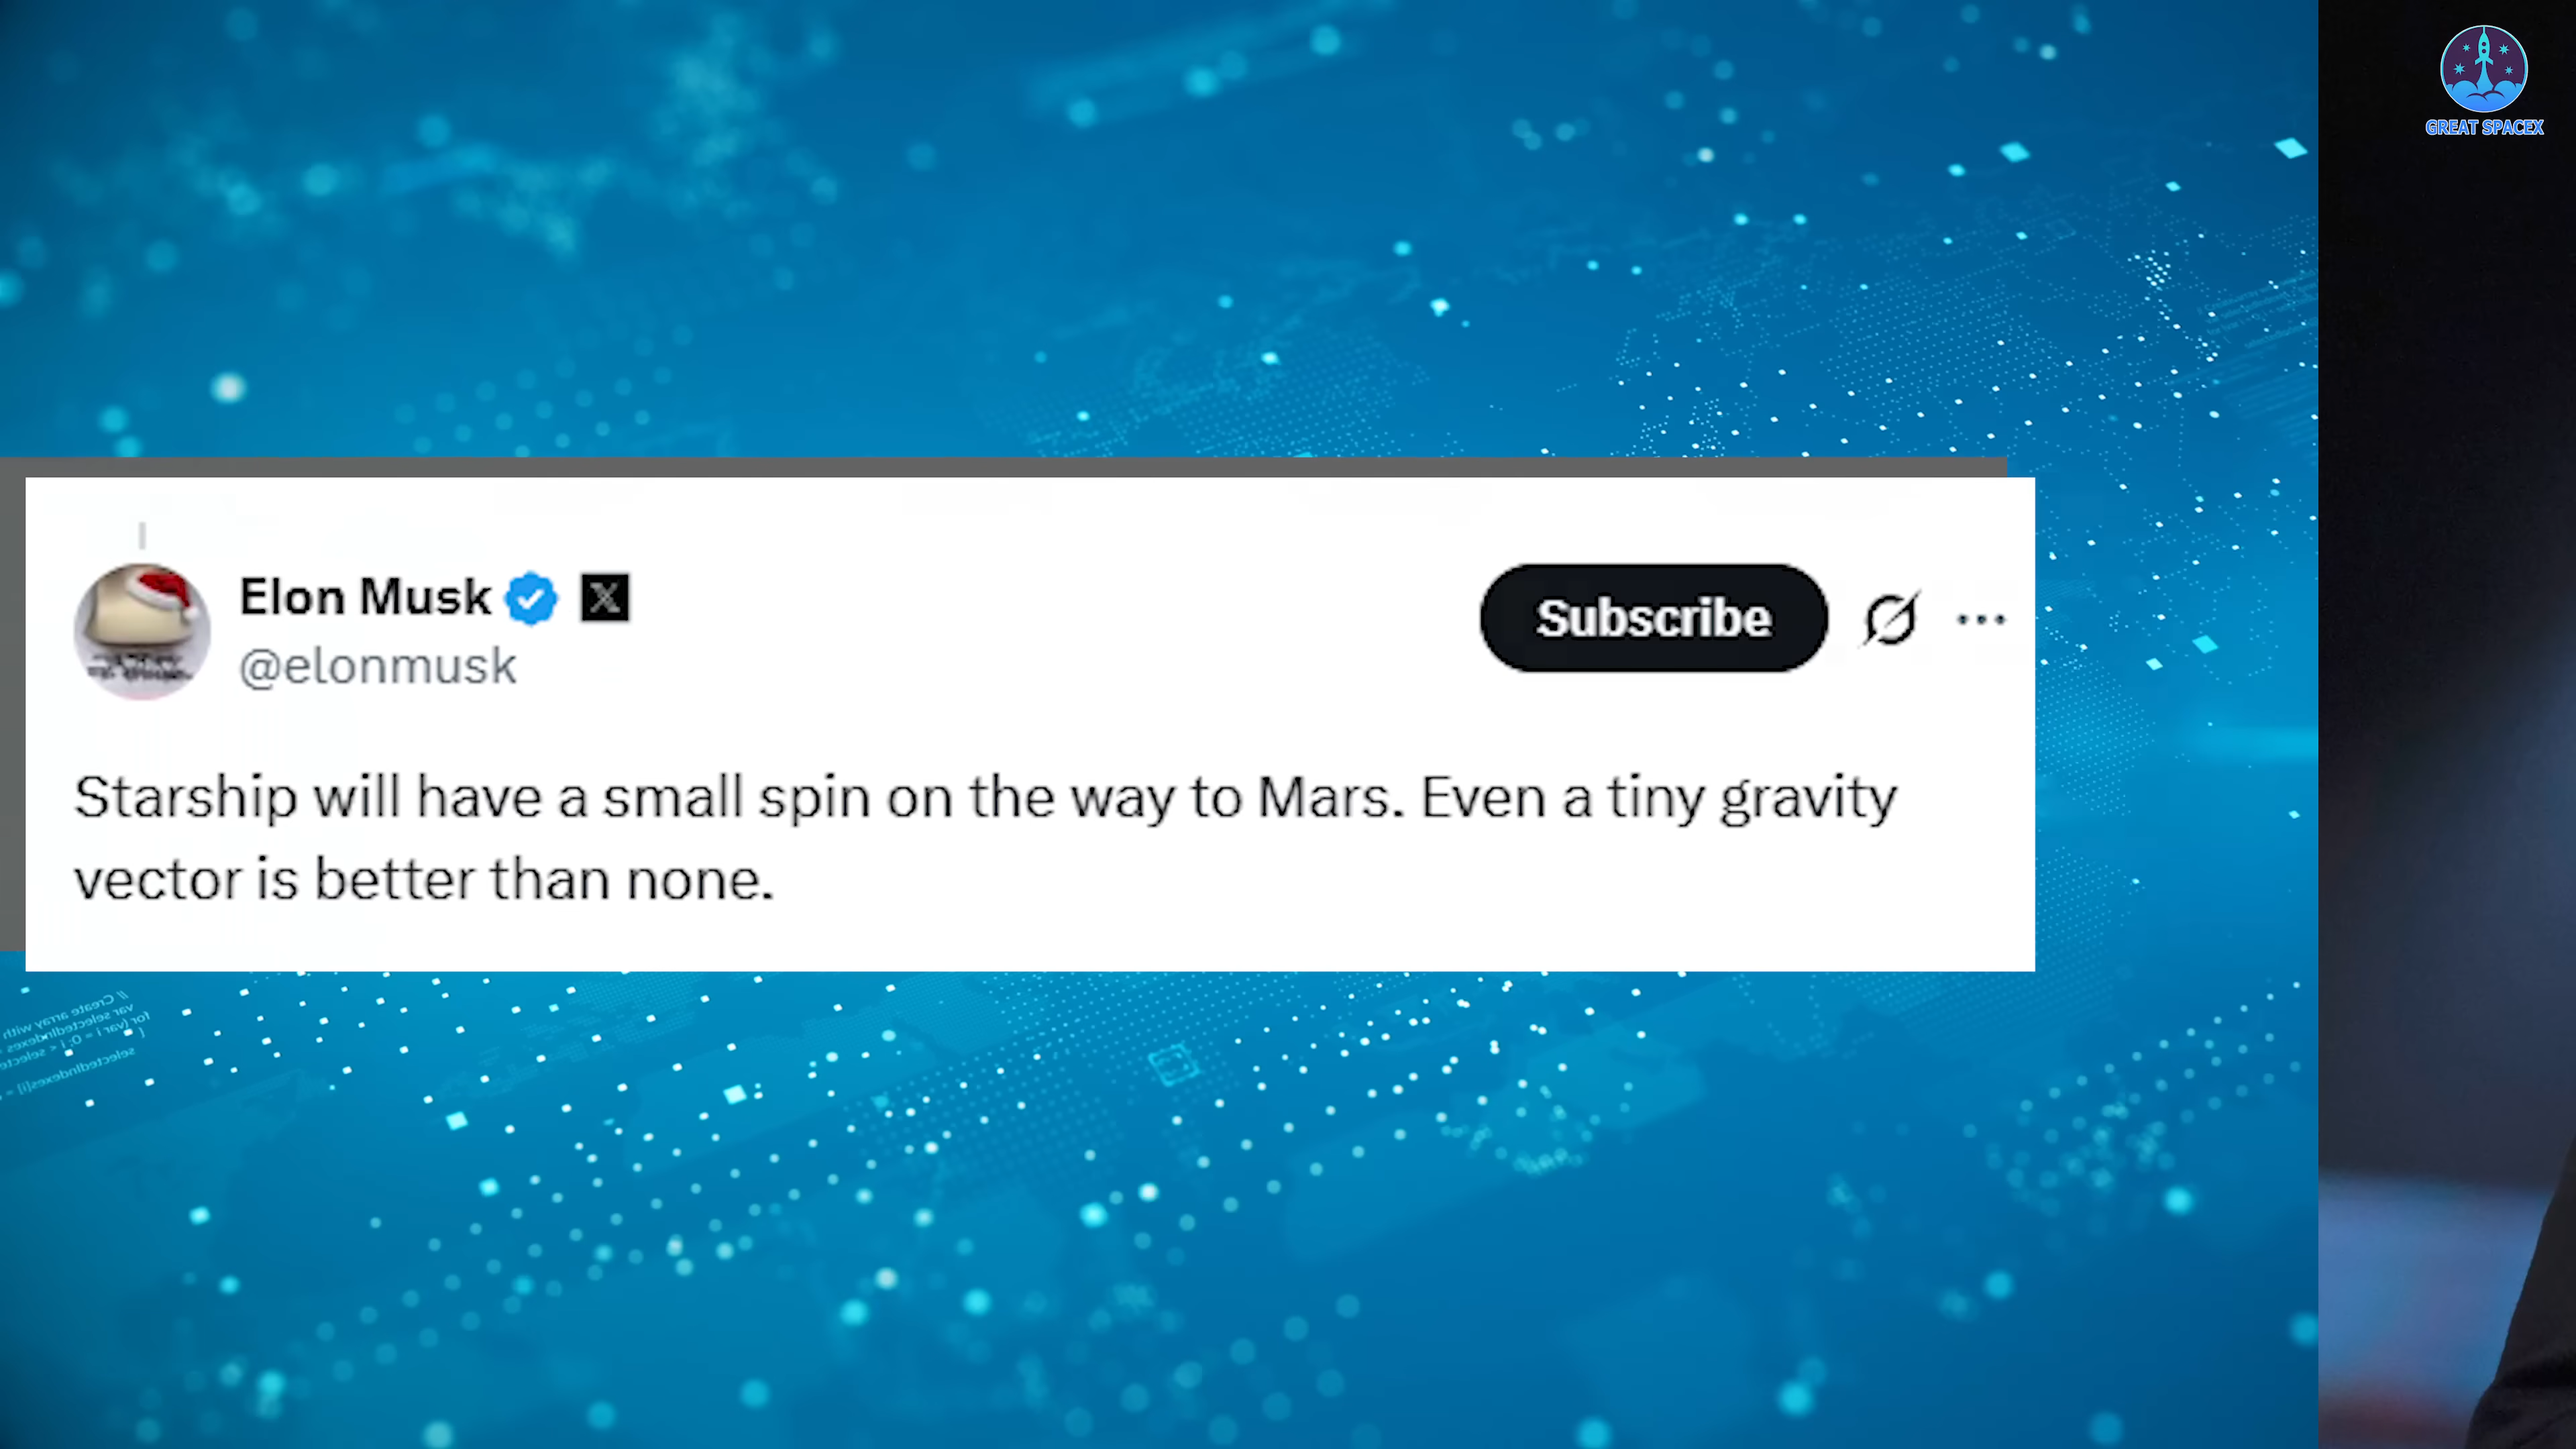 GREAT SPACEX
Elon Musk
@elonmusk
Subscribe
Starship will have a small spin on the way to Mars. Even a tiny gravity
vector is better than none.